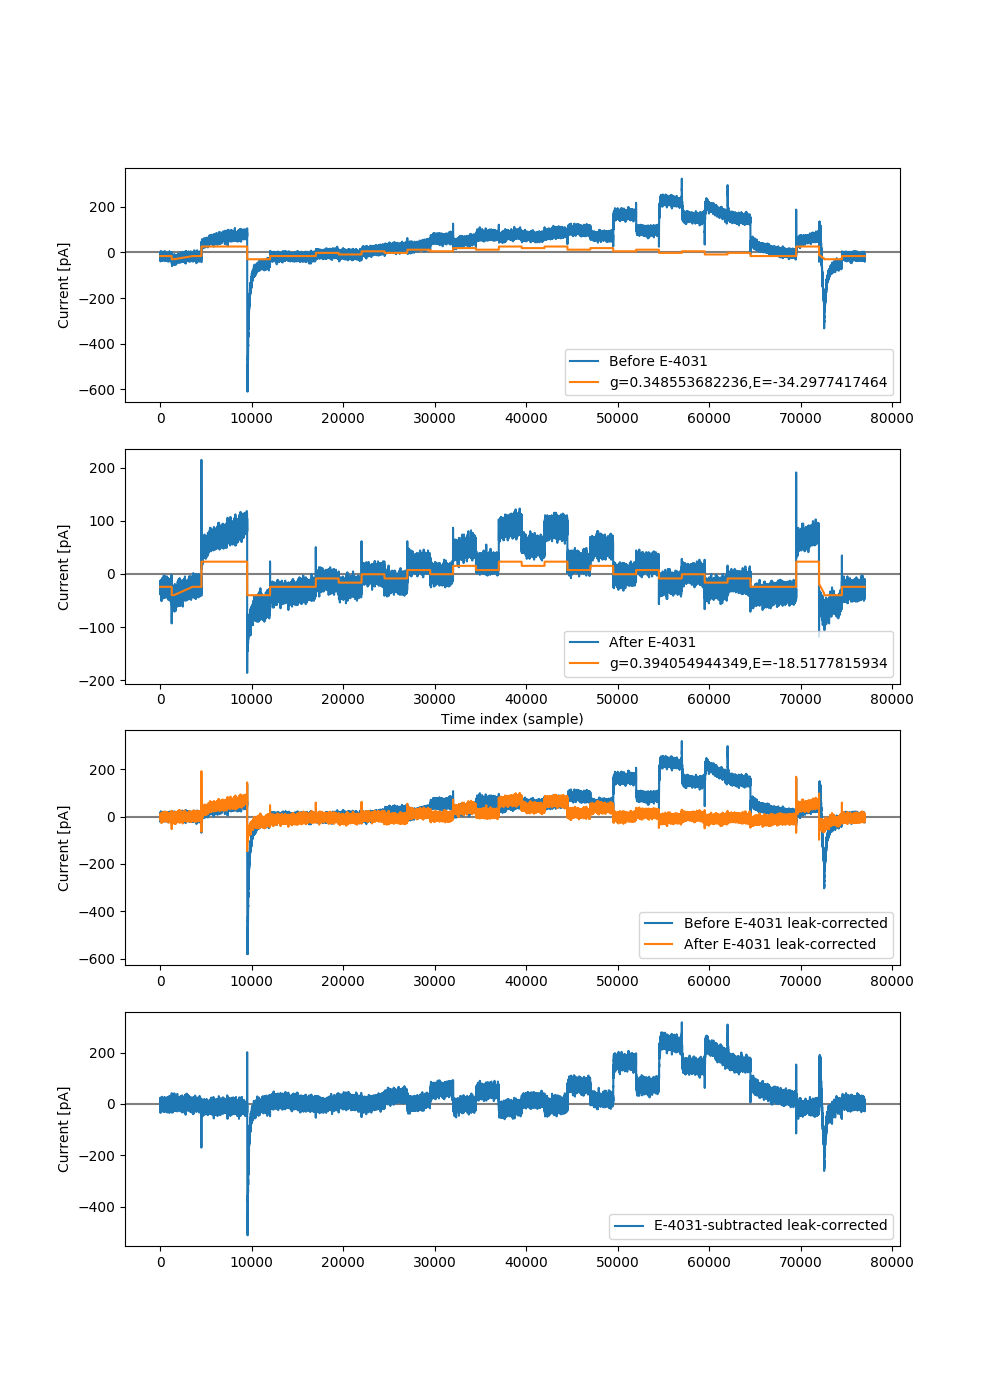 200
0
−200
−400
−600
Current [pA]
Before E-4031
g=0.348553682236,E=-34.2977417464
0 10000 20000 30000 40000 50000 60000 70000 80000
200
100
0
−100
−200
Current [pA]
After E-4031
g=0.394054944349,E=-18.5177815934
0 10000 20000 30000 40000 50000 60000 70000 80000
Time index (sample)
200
0
−200
−400
−600
Current [pA]
Before E-4031 leak-corrected
After E-4031 leak-corrected
0 10000 20000 30000 40000 50000 60000 70000 80000
200
0
−200
−400
Current [pA]
E-4031-subtracted leak-corrected
0 10000 20000 30000 40000 50000 60000 70000 80000